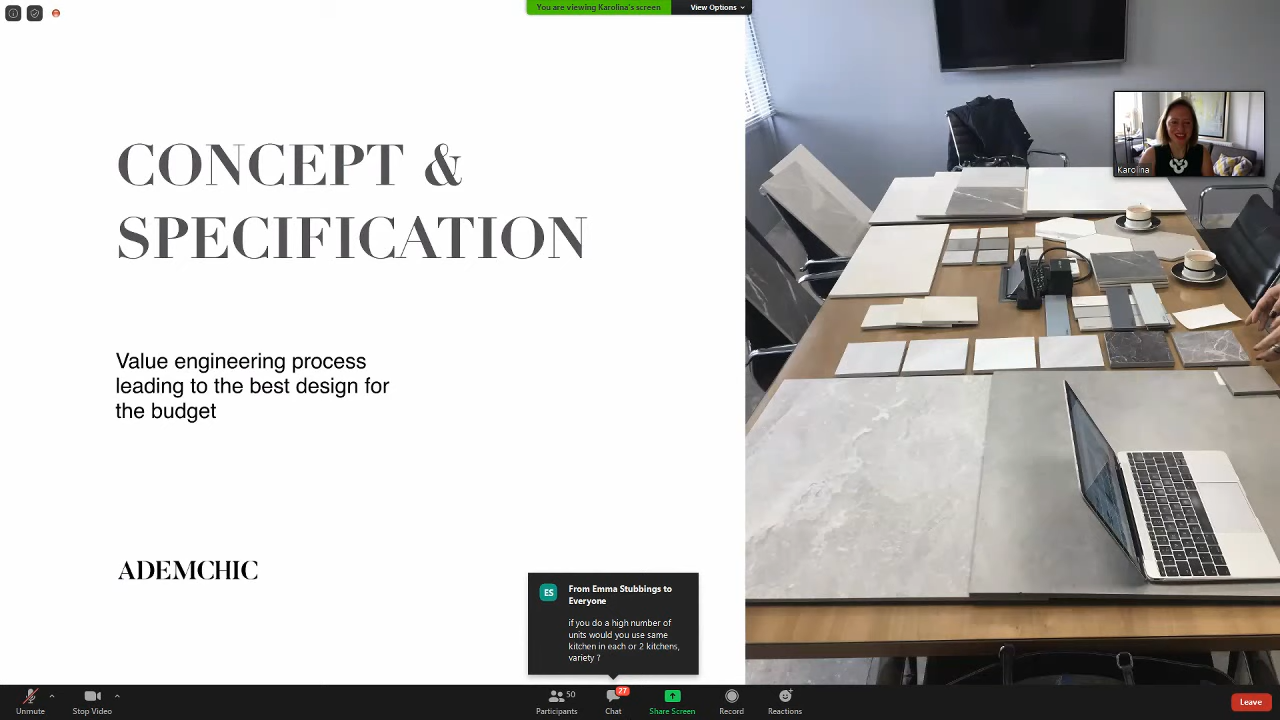 You are viewing Karolina's screen
View Options
CONCEPT &
SPECIFICATION
Karolina
Value engineering process
leading to the best design for
the budget
ADEMCHIC
ES
From Emma Stubbings to
Everyone
if you do a high number of
units would you use same
kitchen in each or 2 kitchens,
variety ?
Unmute
Stop Video
50
Participants
27
Chat
Share Screen
Record
Reactions
Leave